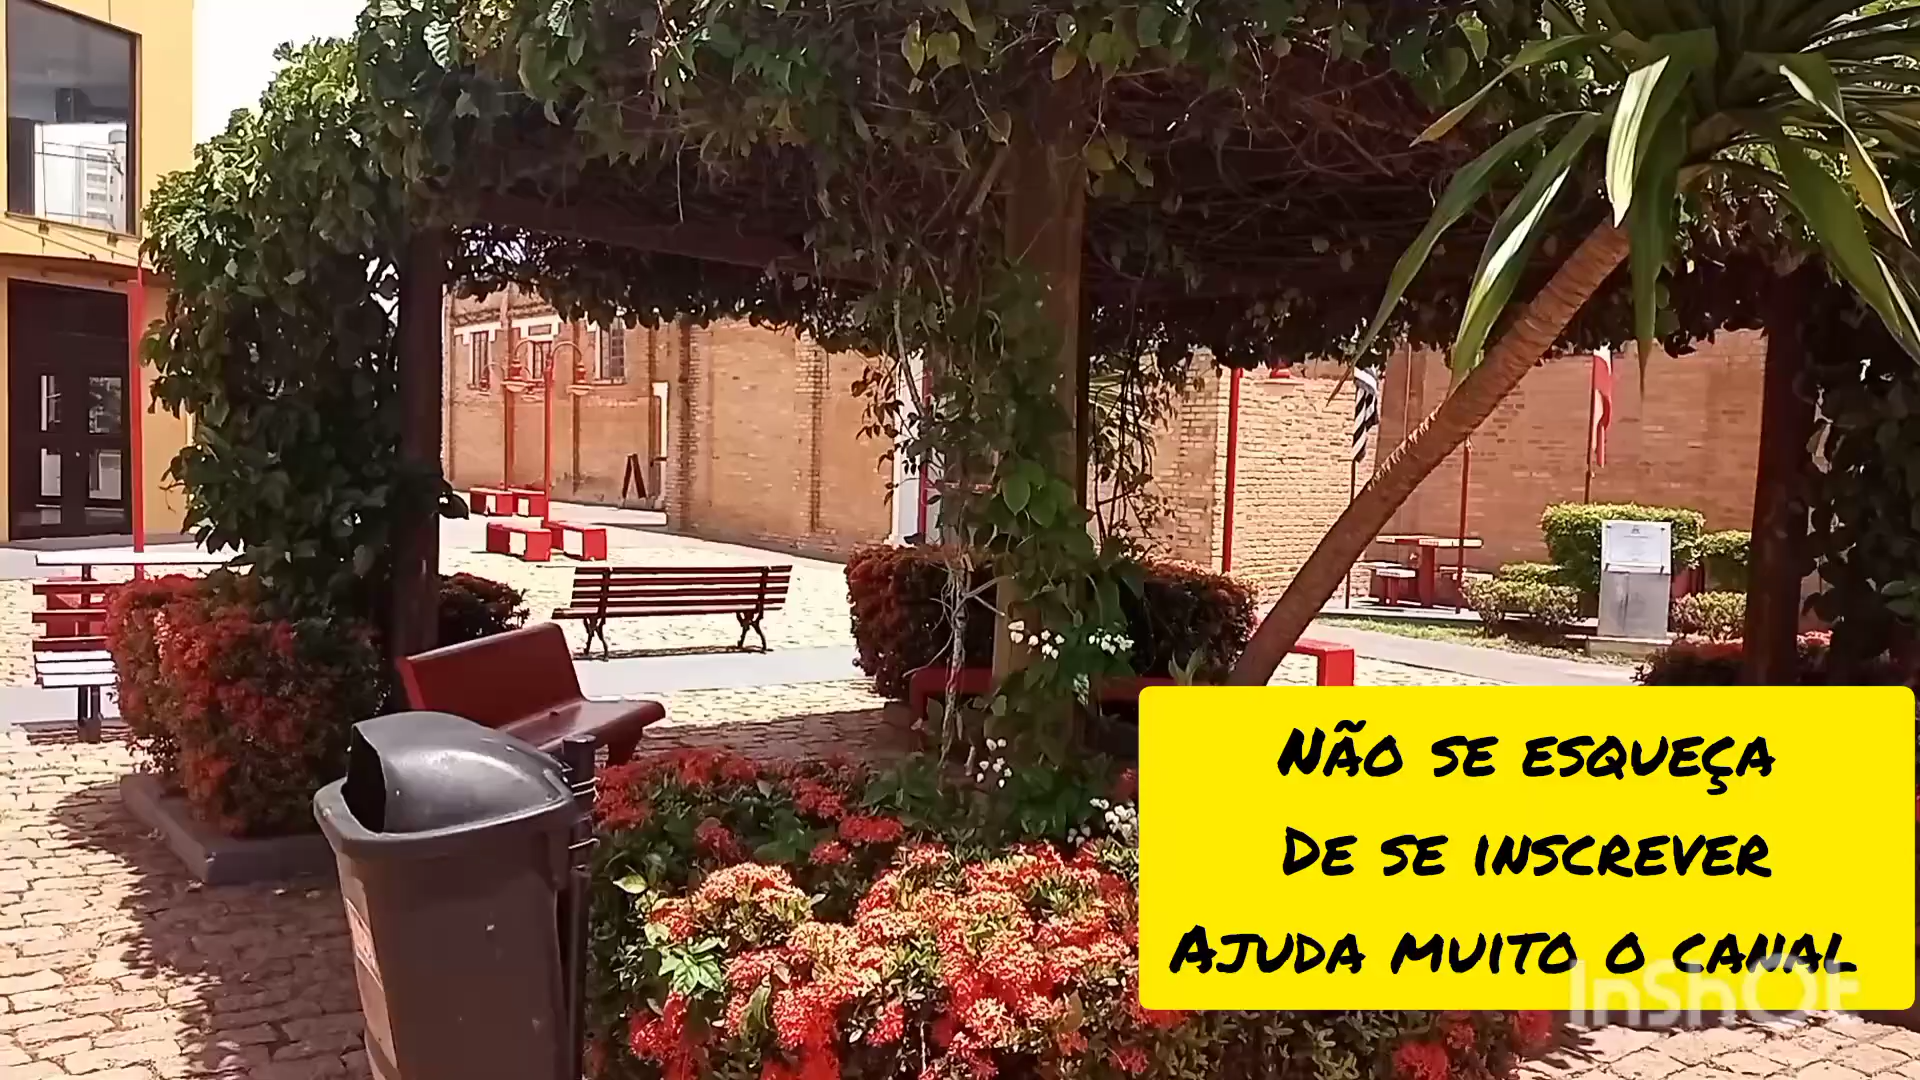 Não se esqueça
De se inscrever
Ajuda muito o canal
InShOt